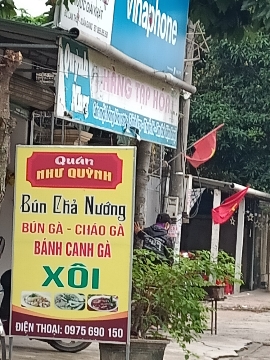 vinaphone
HÀNG TẠP HÓA
Quán
NHƯ QUỲNH
Bún Chả Nướng
BÚN GÀ - CHÁO GÀ
BÁNH CANH GÀ
XÔI
ĐIỆN THOẠI: 0975 690 150